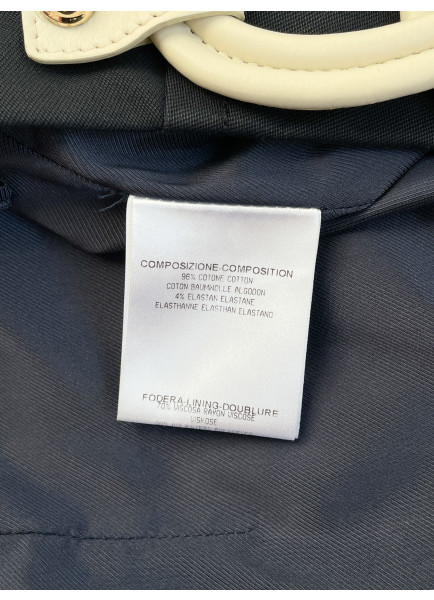 COMPOSIZIONE-COMPOSITION
96% COTONE COTTON
COTON BAUMWOLLE ALGODON
4% ELASTAN ELASTANE
ELASTHANNE ELASTHAN ELASTANO
FODERA-LINING-DOUBLURE
70% VISCOSA RAYON VISCOSE
VISKOSE